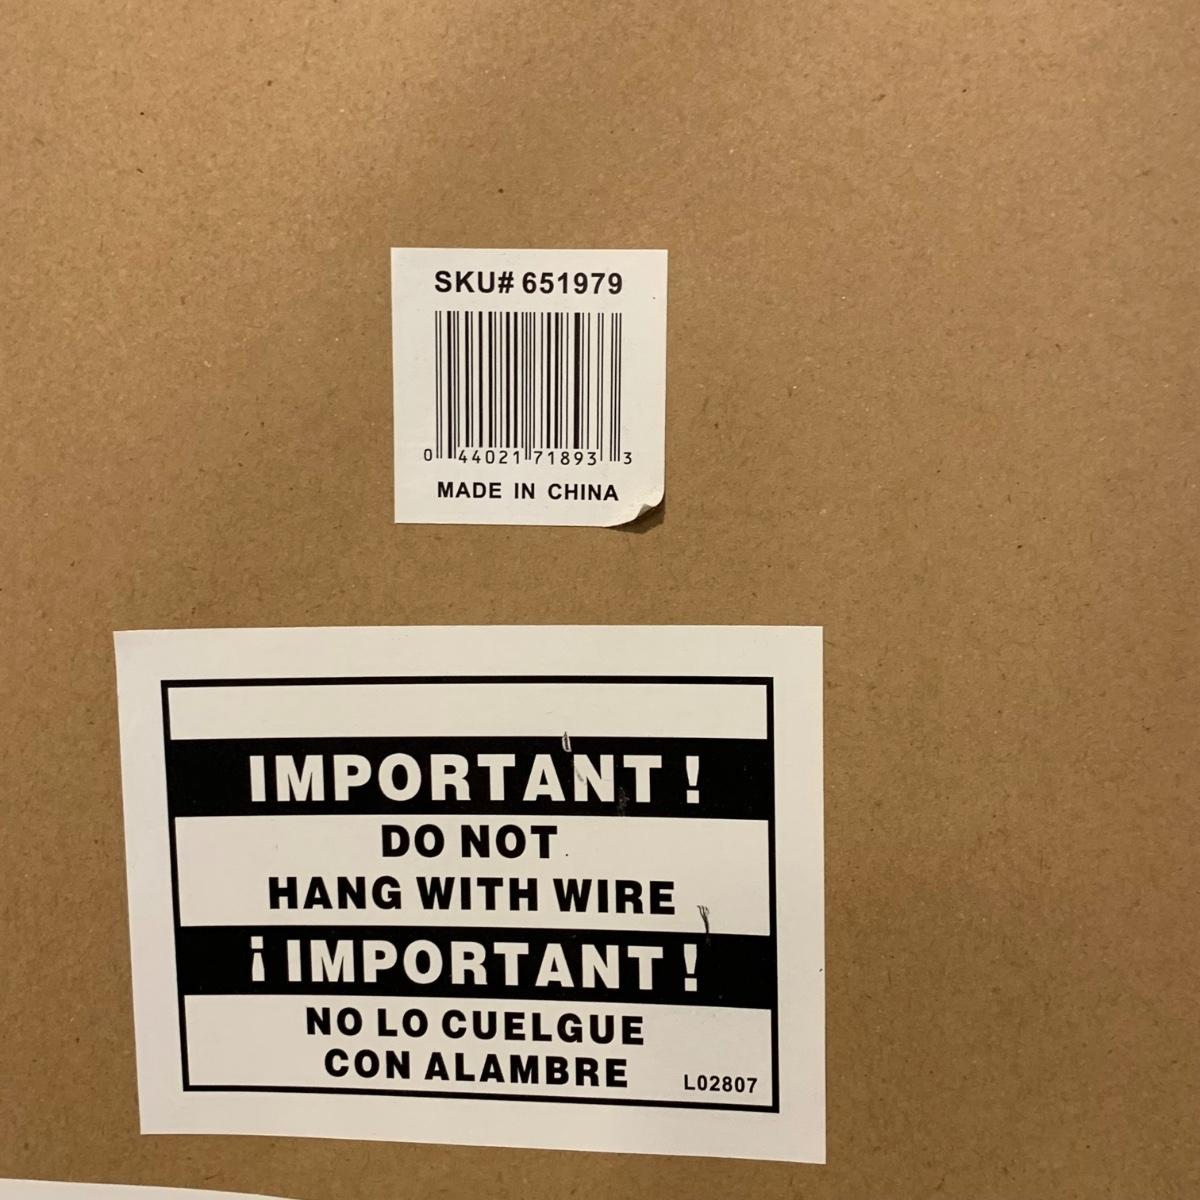 SKU# 651979
0 44021 71893 3
MADE IN CHINA
IMPORTANT !
DO NOT
HANG WITH WIRE
¡ IMPORTANT !
NO LO CUELGUE
CON ALAMBRE
L02807